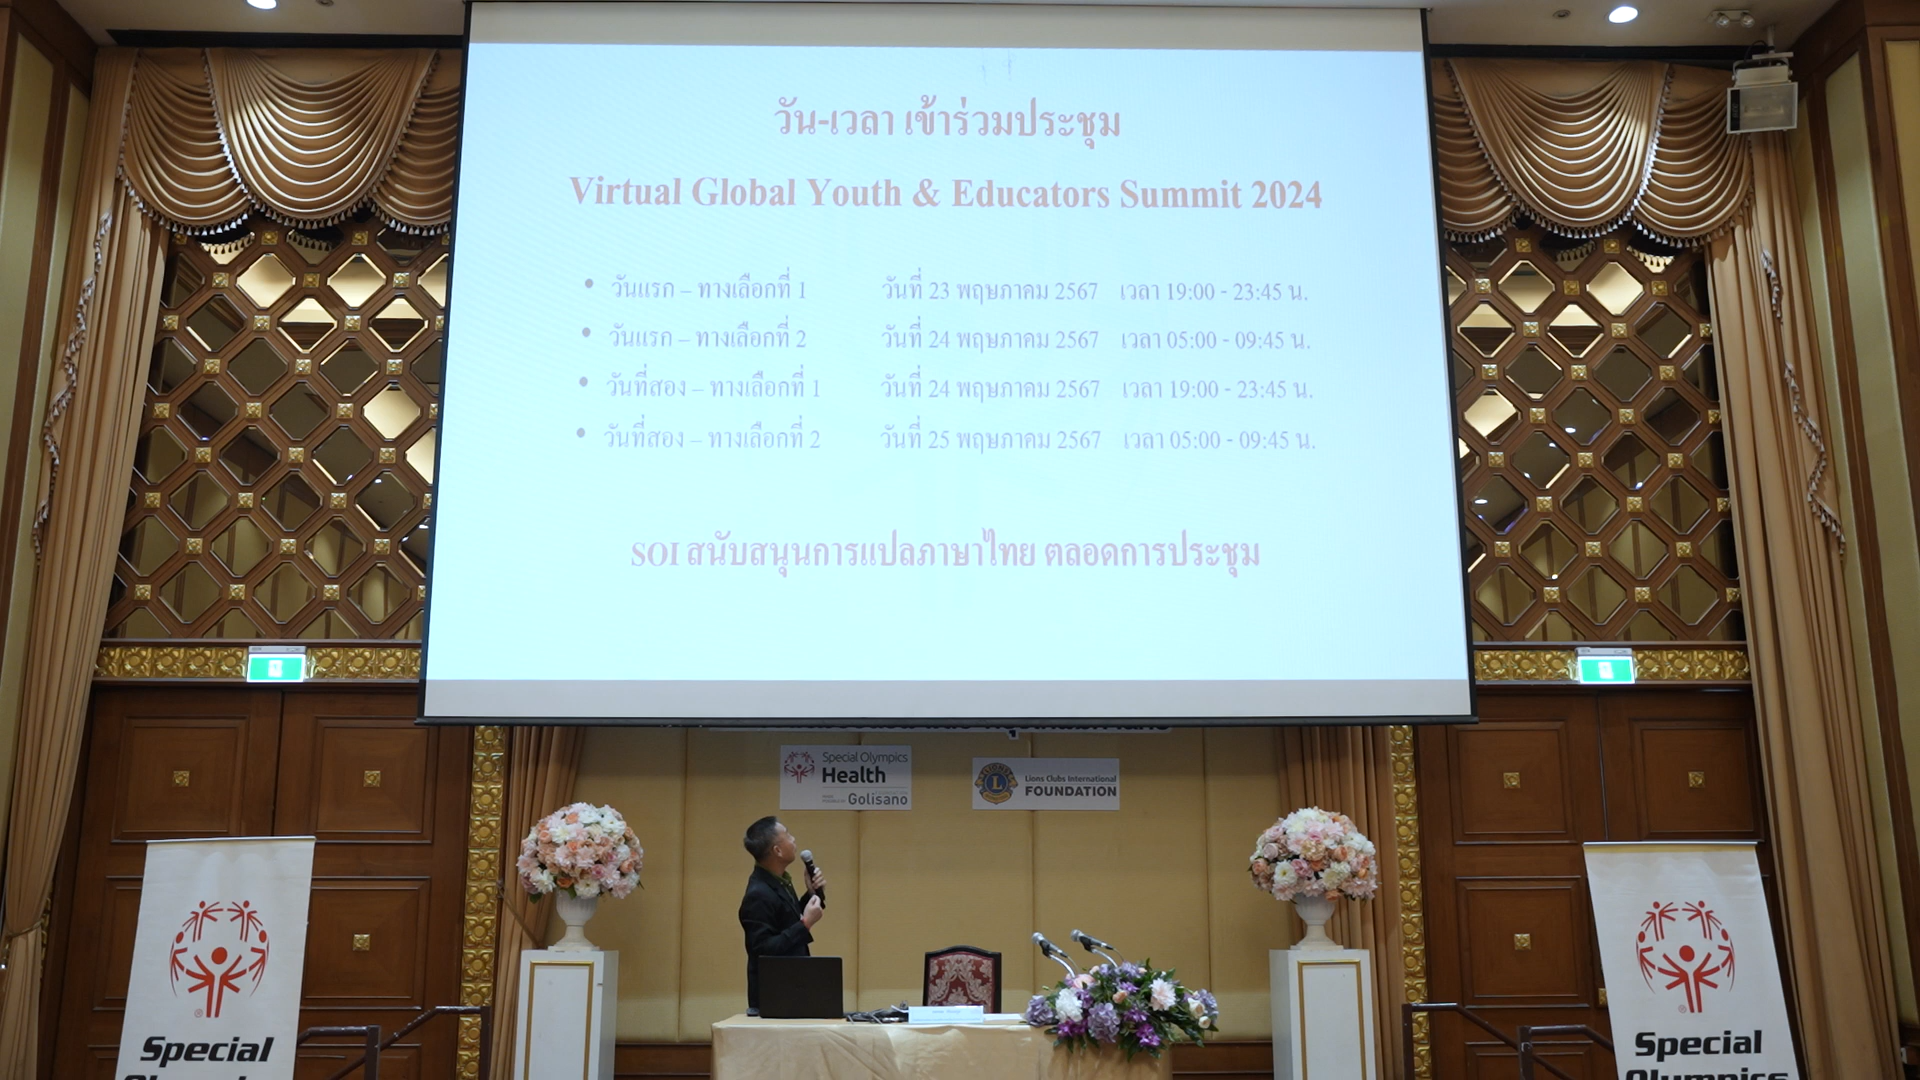 วัน-เวลา เข้าร่วมประชุม
Virtual Global Youth & Educators Summit 2024
• วันแรก – ทางเลือกที่ 1 วันที่ 23 พฤษภาคม 2567 เวลา 19:00 - 23:45 น.
• วันแรก – ทางเลือกที่ 2 วันที่ 24 พฤษภาคม 2567 เวลา 05:00 - 09:45 น.
• วันที่สอง – ทางเลือกที่ 1 วันที่ 24 พฤษภาคม 2567 เวลา 19:00 - 23:45 น.
• วันที่สอง – ทางเลือกที่ 2 วันที่ 25 พฤษภาคม 2567 เวลา 05:00 - 09:45 น.
SOI สนับสนุนการแปลภาษาไทย ตลอดการประชุม
Special Olympics
Health
Golisano
LIONS
L
Lions Clubs International
FOUNDATION
Special
Olympics
Special
Olympics